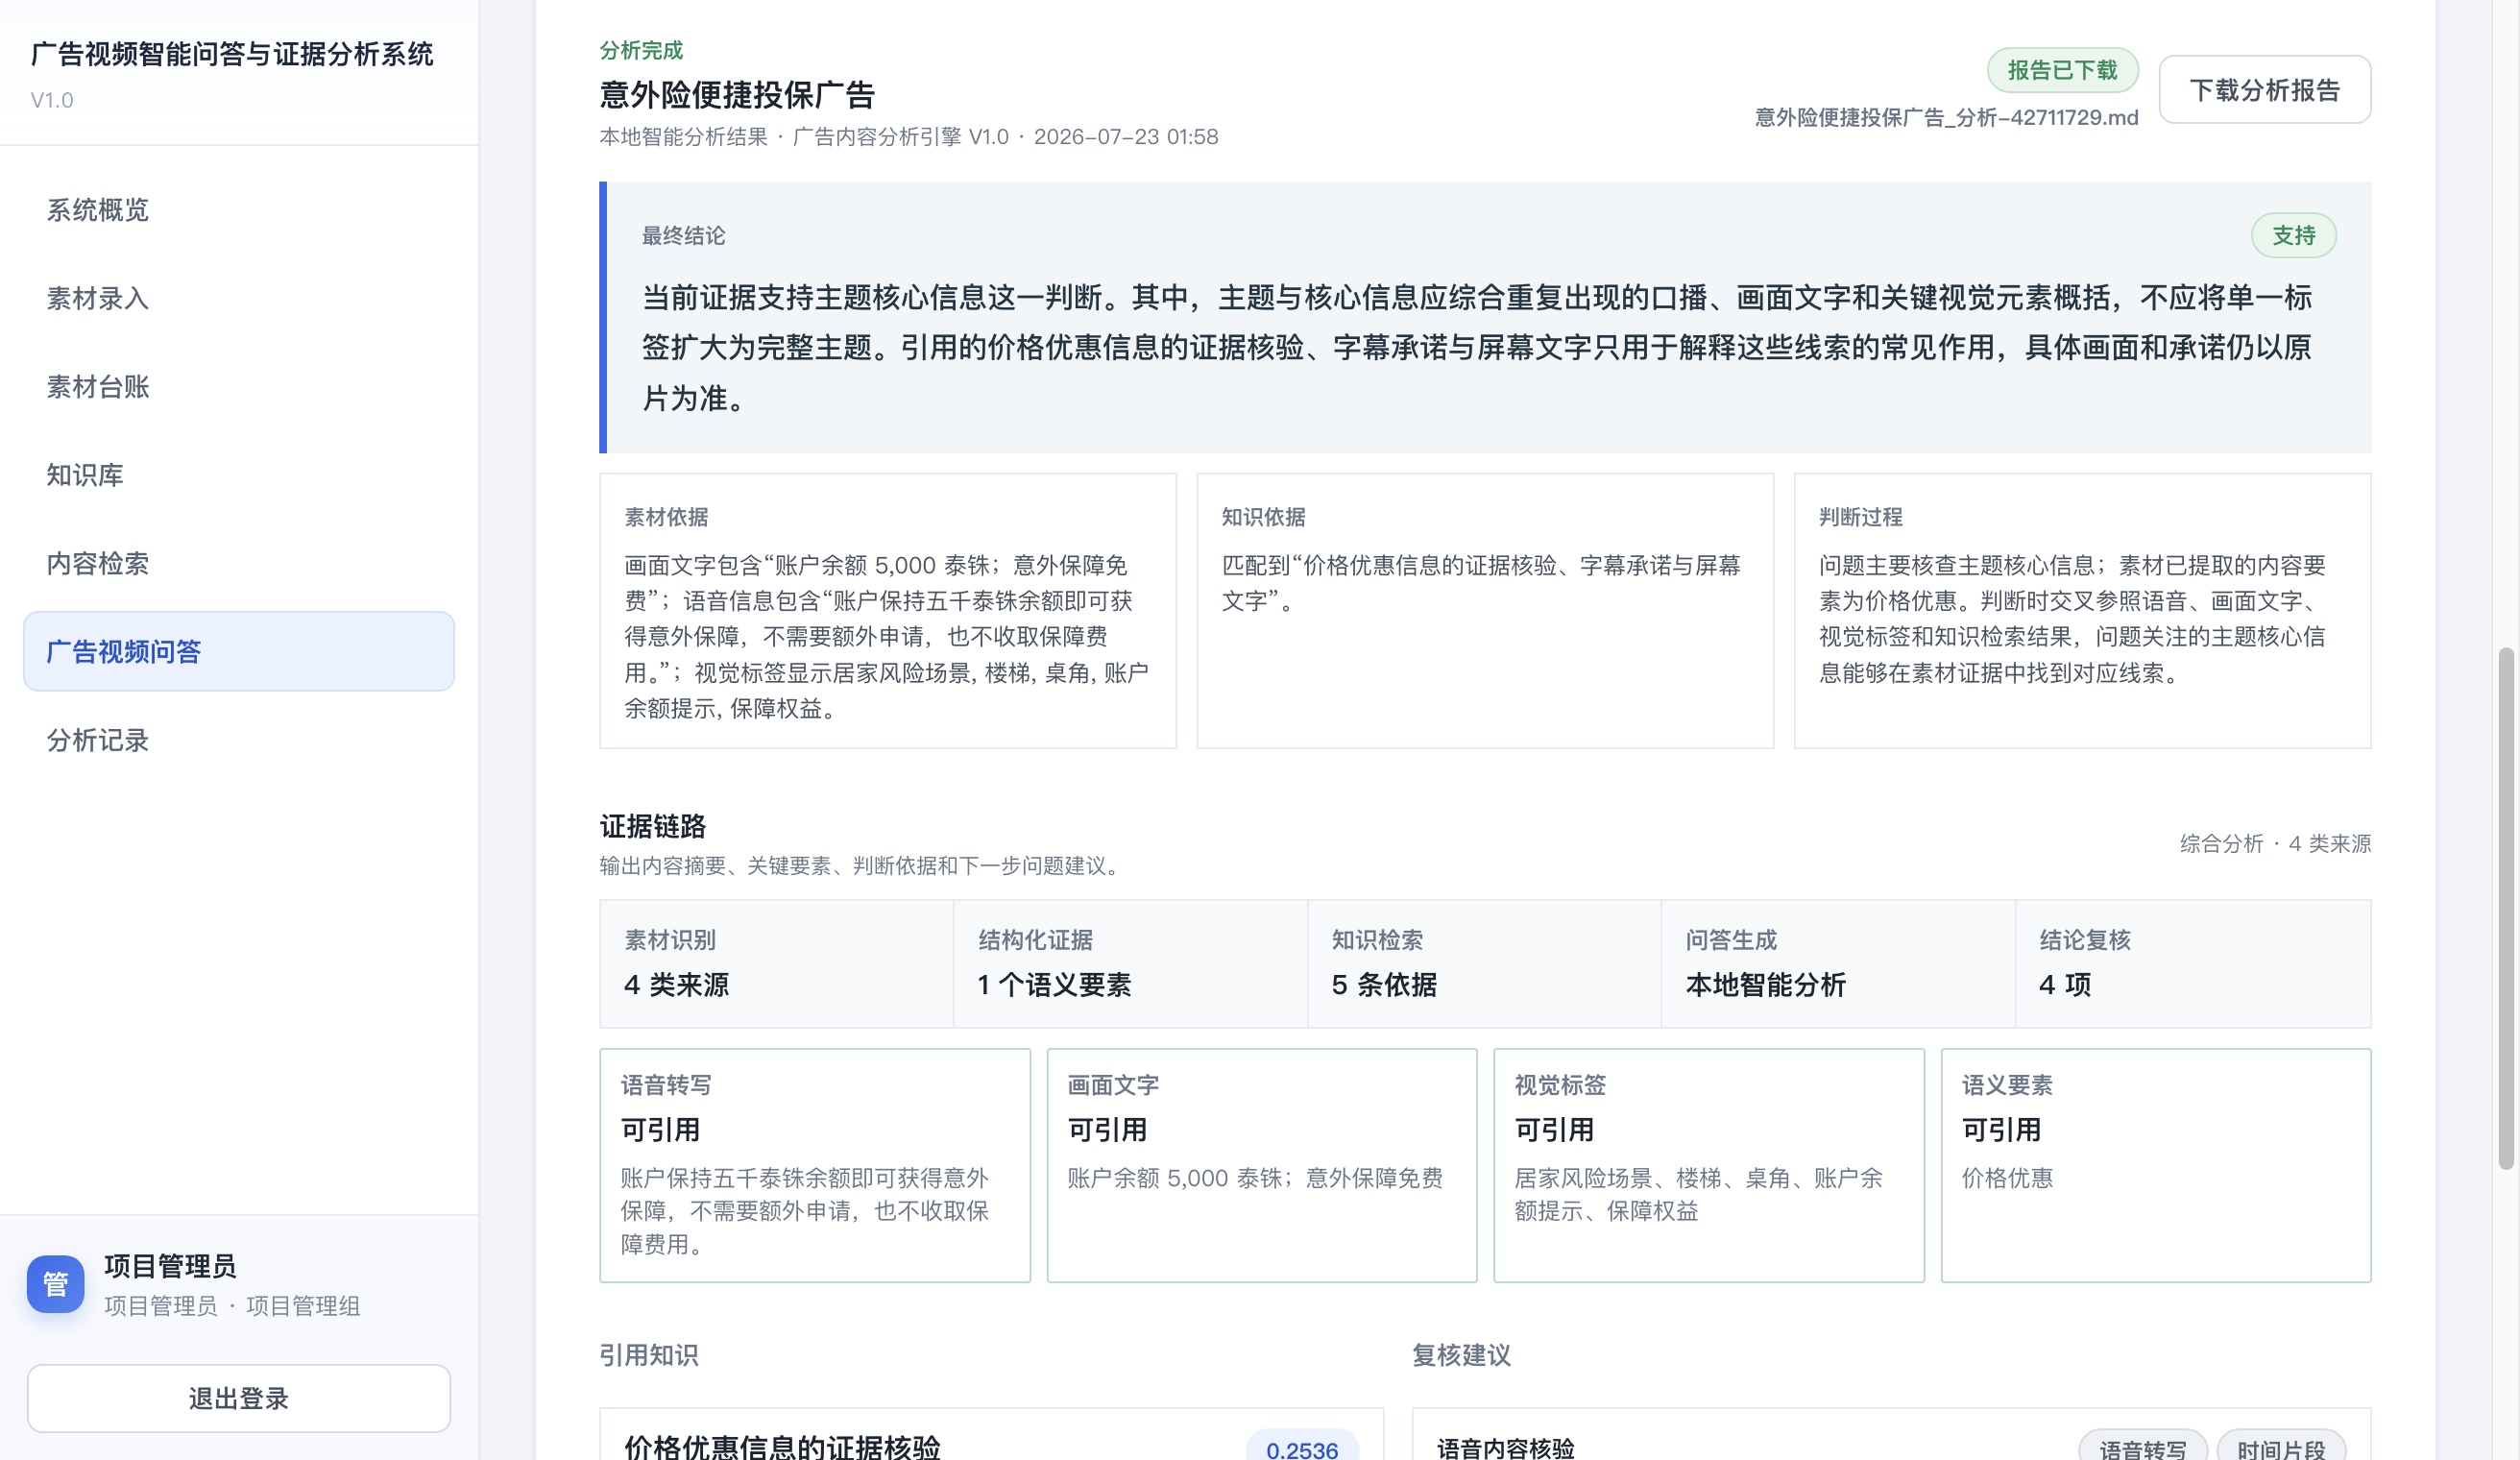 广告视频智能问答与证据分析系统
V1.0
系统概览
素材录入
素材台账
知识库
内容检索
广告视频问答
分析记录
管
项目管理员
项目管理员 · 项目管理组
退出登录
分析完成
意外险便捷投保广告
本地智能分析结果 · 广告内容分析引擎 V1.0 · 2026-07-23 01:58
报告已下载
意外险便捷投保广告_分析-42711729.md
下载分析报告
最终结论
支持
当前证据支持主题核心信息这一判断。其中，主题与核心信息应综合重复出现的口播、画面文字和关键视觉元素概括，不应将单一标
签扩大为完整主题。引用的价格优惠信息的证据核验、字幕承诺与屏幕文字只用于解释这些线索的常见作用，具体画面和承诺仍以原
片为准。
素材依据
画面文字包含“账户余额 5,000 泰铢；意外保障免
费”；语音信息包含“账户保持五千泰铢余额即可获
得意外保障，不需要额外申请，也不收取保障费
用。”；视觉标签显示居家风险场景, 楼梯, 桌角, 账户
余额提示, 保障权益。
知识依据
匹配到“价格优惠信息的证据核验、字幕承诺与屏幕
文字”。
判断过程
问题主要核查主题核心信息；素材已提取的内容要
素为价格优惠。判断时交叉参照语音、画面文字、
视觉标签和知识检索结果，问题关注的主题核心信
息能够在素材证据中找到对应线索。
证据链路
输出内容摘要、关键要素、判断依据和下一步问题建议。
综合分析 · 4 类来源
素材识别
4 类来源
结构化证据
1 个语义要素
知识检索
5 条依据
问答生成
本地智能分析
结论复核
4 项
语音转写
可引用
账户保持五千泰铢余额即可获得意外
保障，不需要额外申请，也不收取保
障费用。
画面文字
可引用
账户余额 5,000 泰铢；意外保障免费
视觉标签
可引用
居家风险场景、楼梯、桌角、账户余
额提示、保障权益
语义要素
可引用
价格优惠
引用知识
价格优惠信息的证据核验
0.2536
复核建议
语音内容核验
语音转写
时间片段